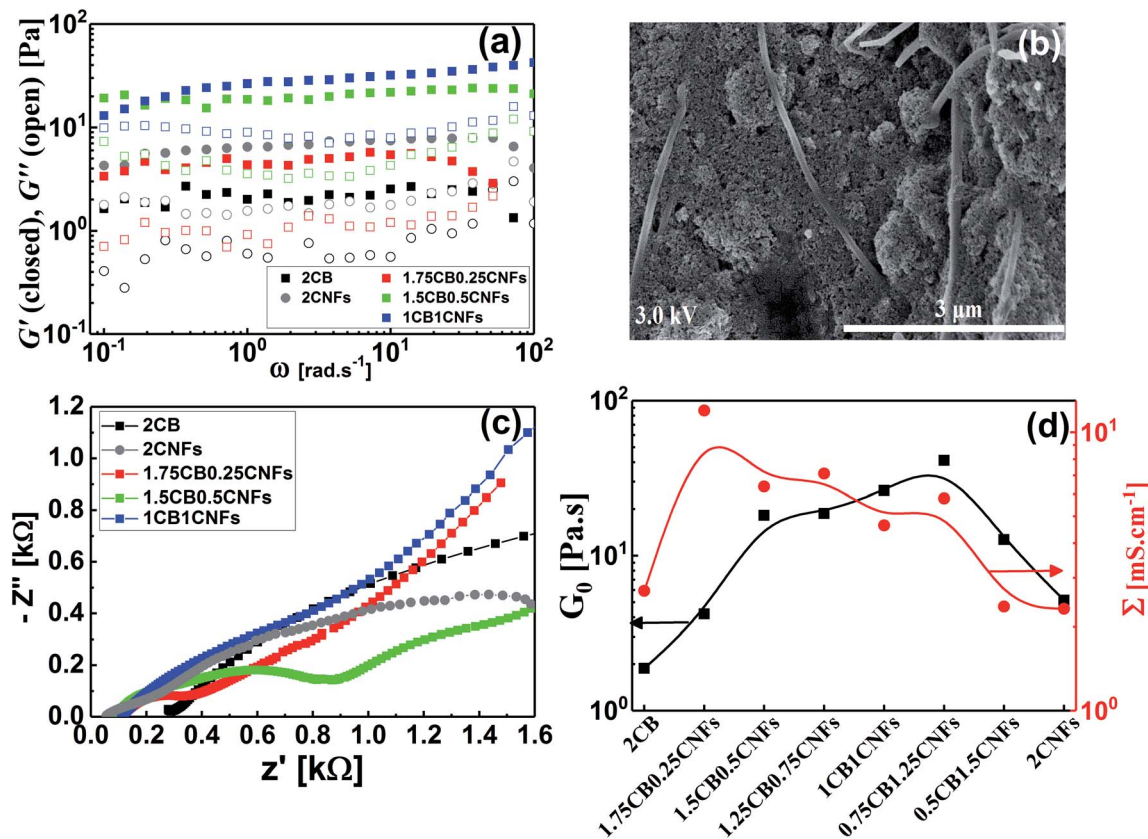 (a)
G' (closed), G'' (open) [Pa]
10²
10¹
10⁰
10⁻¹
10⁻¹
10⁰
10¹
10²
ω [rad.s⁻¹]
2CB
2CNFs
1.75CB0.25CNFs
1.5CB0.5CNFs
1CB1CNFs
(b)
3.0 kV
3 µm
(c)
- Z'' [kΩ]
1.2
1.0
0.8
0.6
0.4
0.2
0.0
0.0 0.2 0.4 0.6 0.8 1.0 1.2 1.4 1.6
z' [kΩ]
2CB
2CNFs
1.75CB0.25CNFs
1.5CB0.5CNFs
1CB1CNFs
(d)
G₀ [Pa.s]
10²
10¹
10⁰
10¹
10⁰
Σ [mS.cm⁻¹]
2CB
1.75CB0.25CNFs
1.5CB0.5CNFs
1.25CB0.75CNFs
1CB1CNFs
0.75CB1.25CNFs
0.5CB1.5CNFs
2CNFs